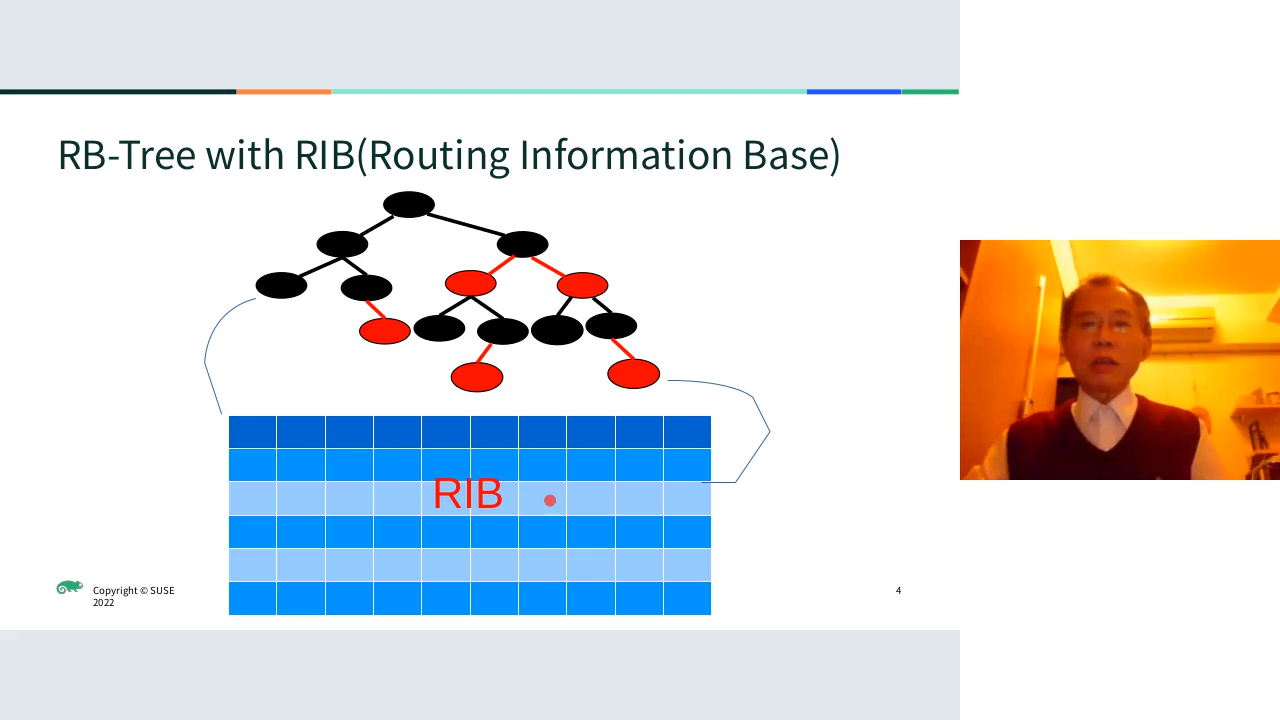 RB-Tree with RIB(Routing Information Base)
RIB
Copyright © SUSE
2022
4